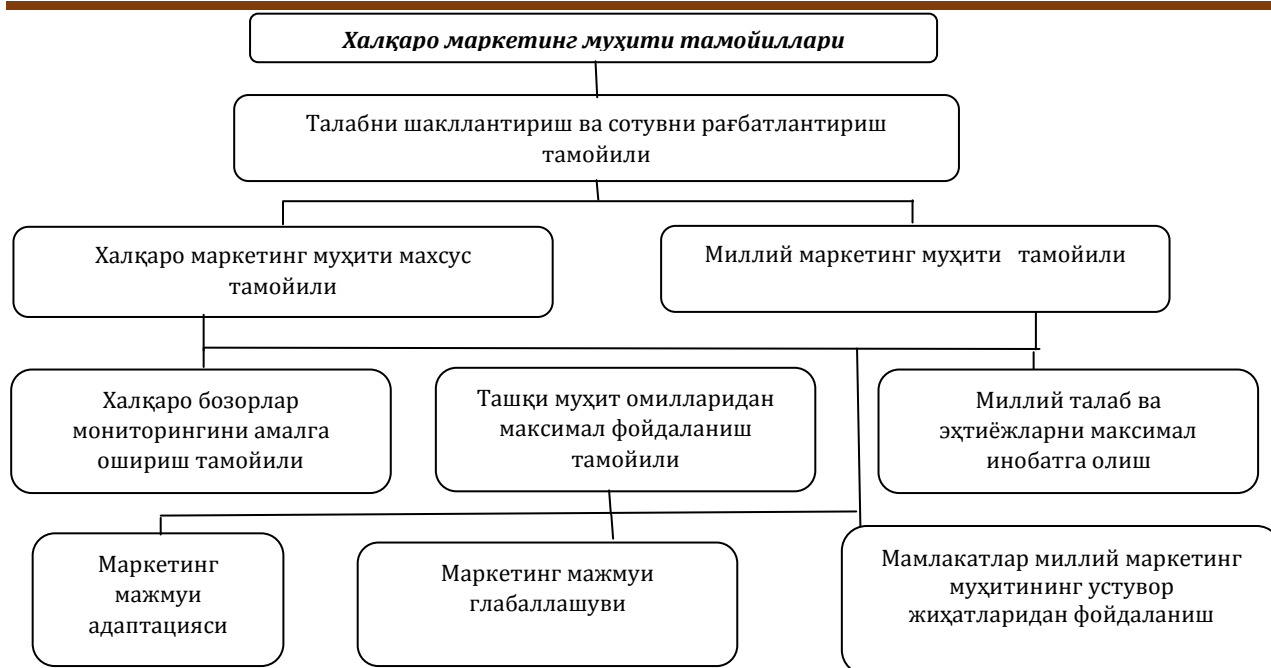 Халқаро маркетинг муҳити тамойиллари
Талабни шакллантириш ва сотувни рағбатлантириш
тамойили
Халқаро маркетинг муҳити махсус
тамойили
Миллий маркетинг муҳити тамойили
Халқаро бозорлар
мониторингини амалга
ошириш тамойили
Ташқи муҳит омилларидан
максимал фойдаланиш
тамойили
Миллий талаб ва
эҳтиёжларни максимал
инобатга олиш
Маркетинг
мажмуи
адаптацияси
Маркетинг мажмуи
глабаллашуви
Мамлакатлар миллий маркетинг
муҳитининг устувор
жиҳатларидан фойдаланиш